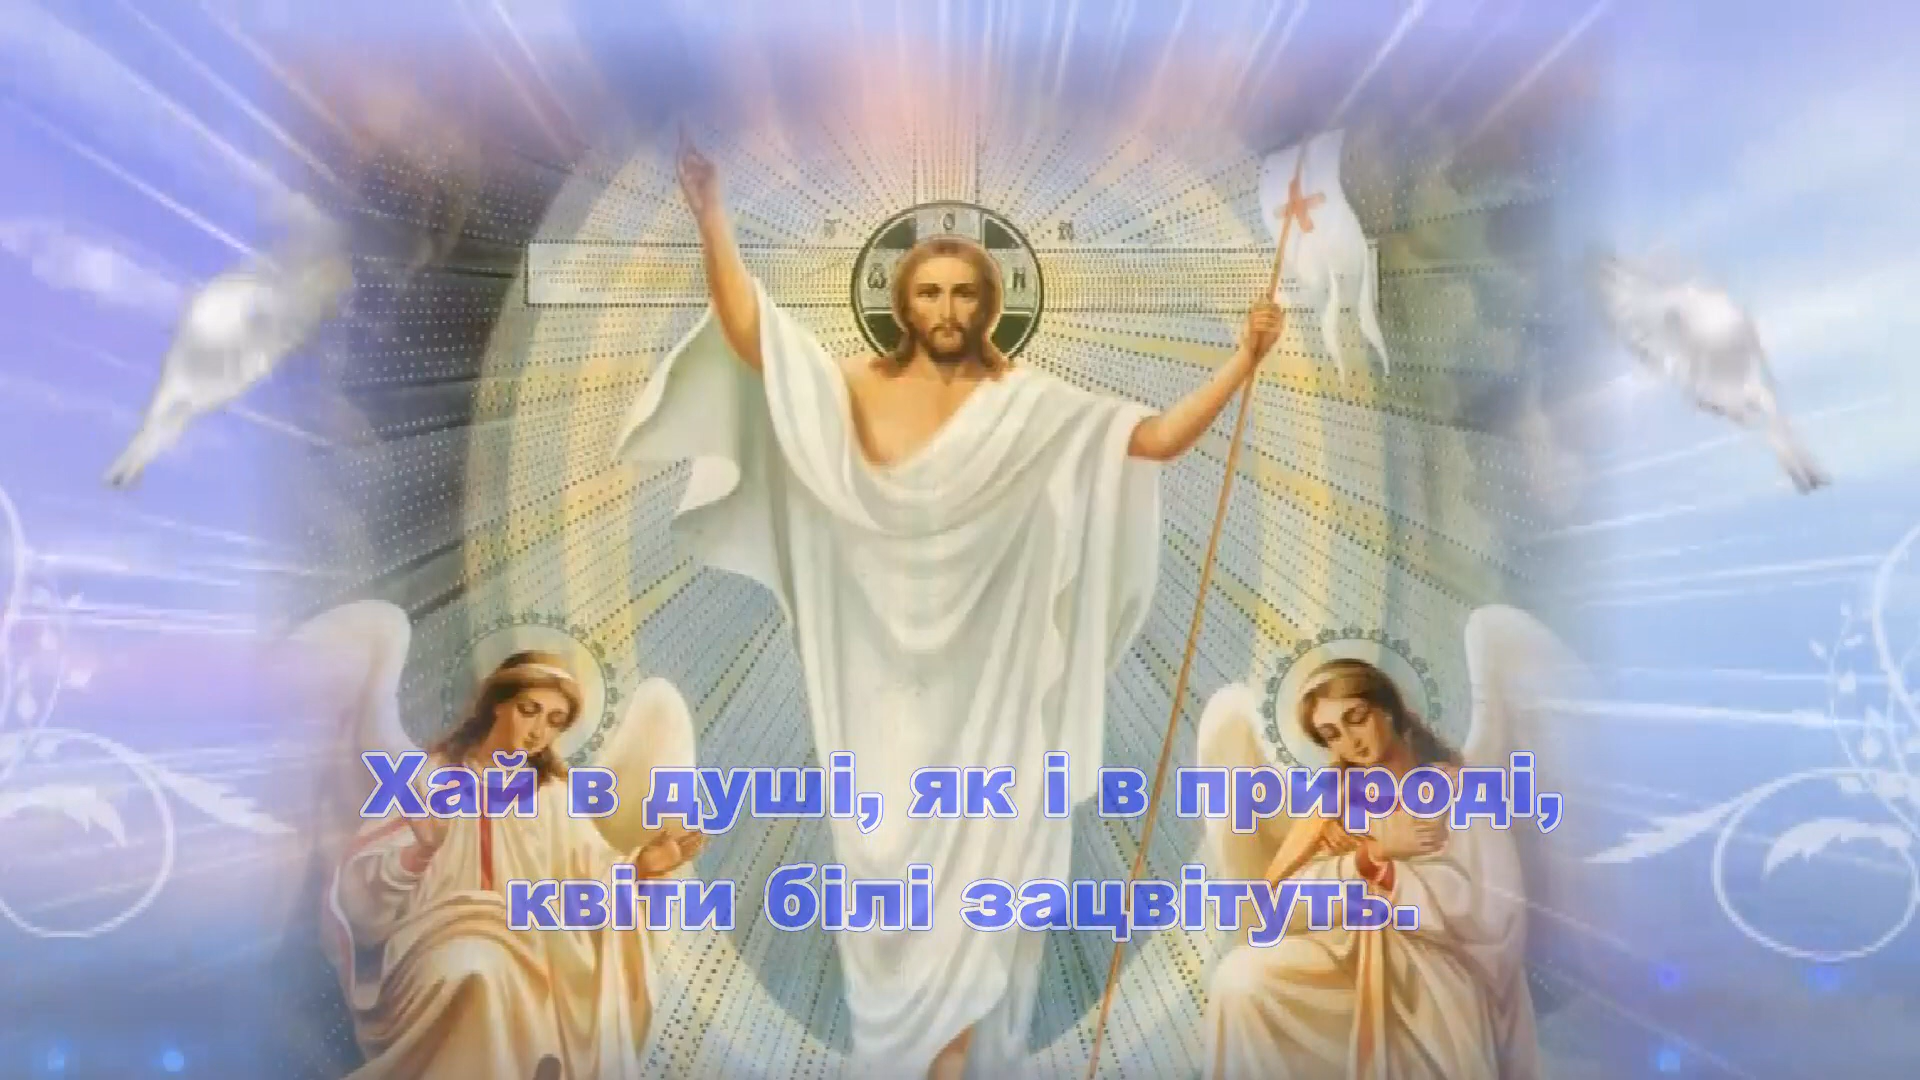 О
Ѿ Н
Хай в душі, як і в природі,
квіти білі зацвітуть.